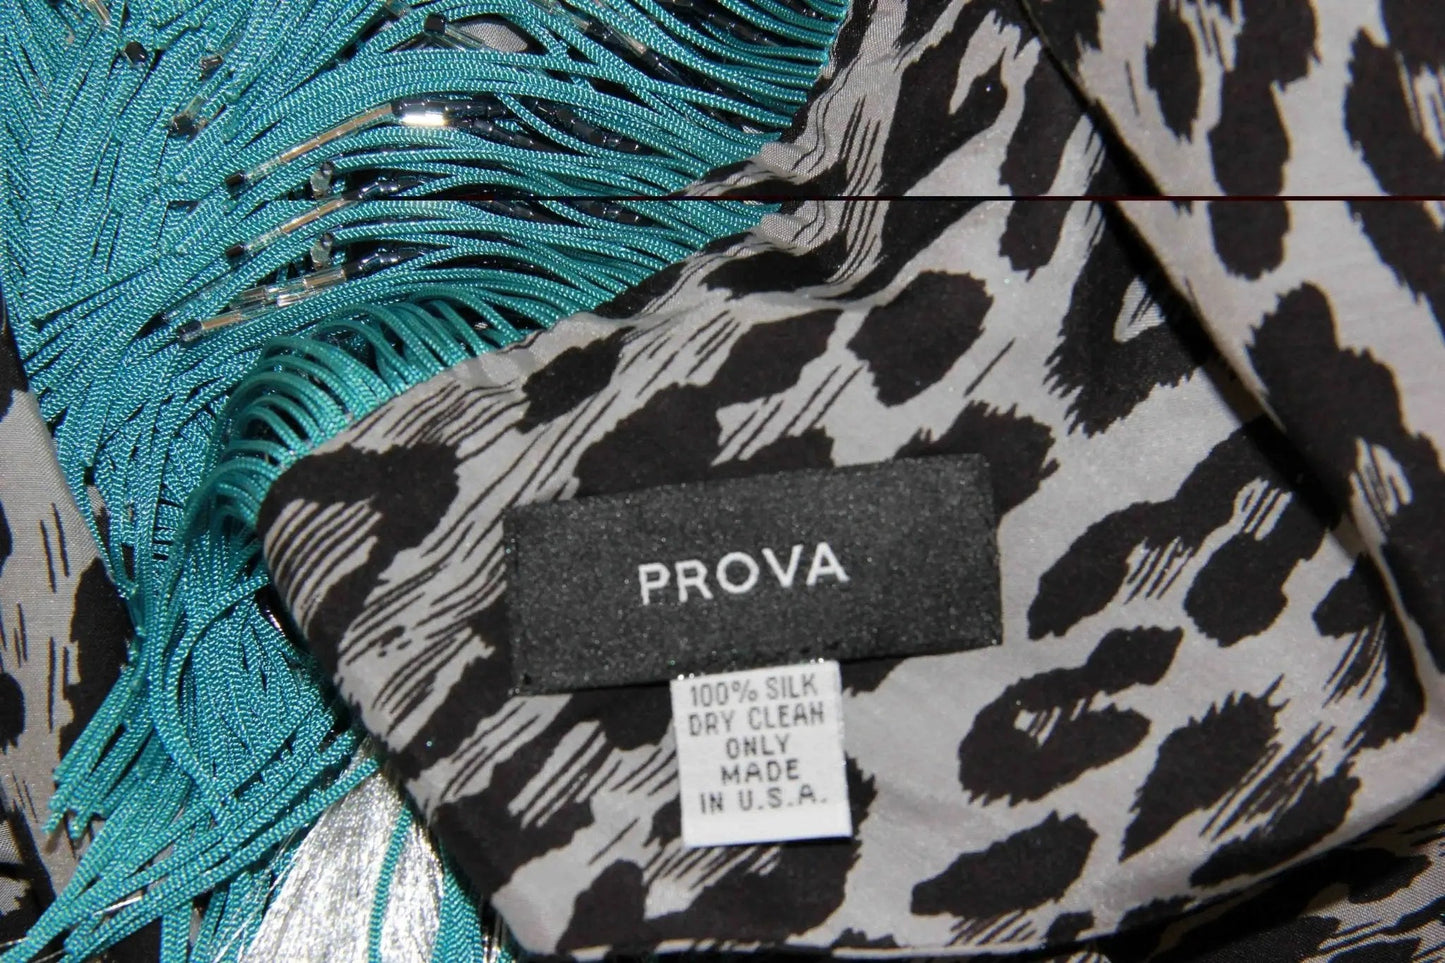 PROVA
100% SILK
DRY CLEAN
ONLY
MADE
IN U.S.A.